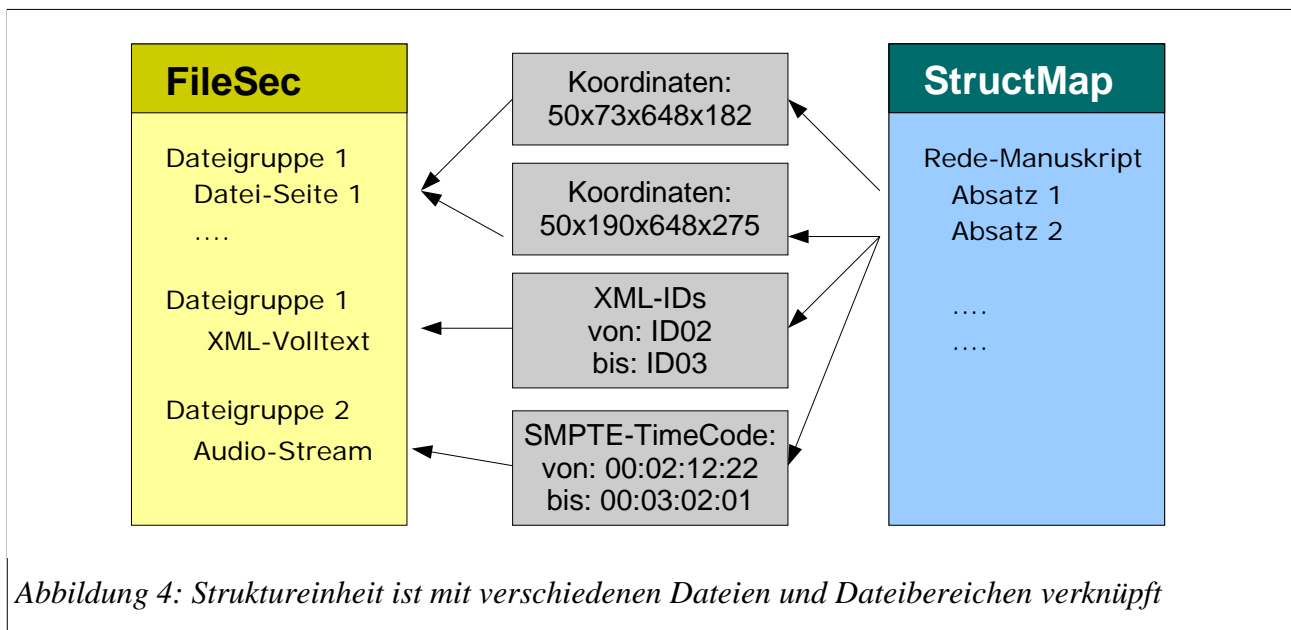 FileSec
Dateigruppe 1
Datei-Seite 1
....
Dateigruppe 1
XML-Volltext
Dateigruppe 2
Audio-Stream
Koordinaten:
50x73x648x182
Koordinaten:
50x190x648x275
XML-IDs
von: ID02
bis: ID03
SMPTE-TimeCode:
von: 00:02:12:22
bis: 00:03:02:01
StructMap
Rede-Manuskript
Absatz 1
Absatz 2
....
....
Abbildung 4: Struktureinheit ist mit verschiedenen Dateien und Dateibereichen verknüpft